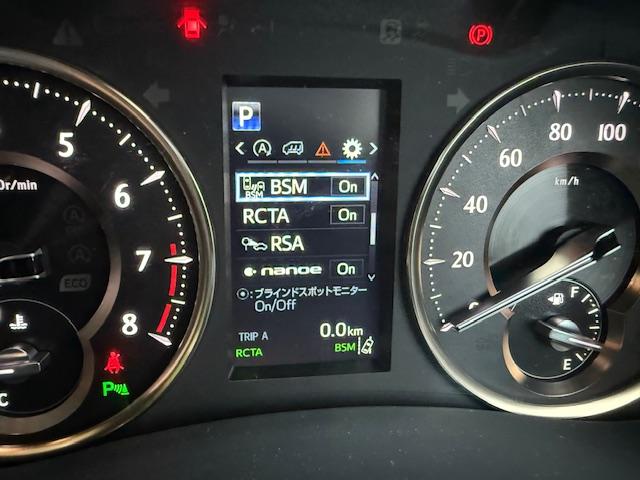 P
BSM
BSM On
RCTA On
RSA
nanoe On
:ブラインドスポットモニター
On/Off
TRIP A 0.0km
RCTA BSM
5
6
7
8
r/min
ECO
C
P
20
40
60
80
100
km/h
F
E
(P)